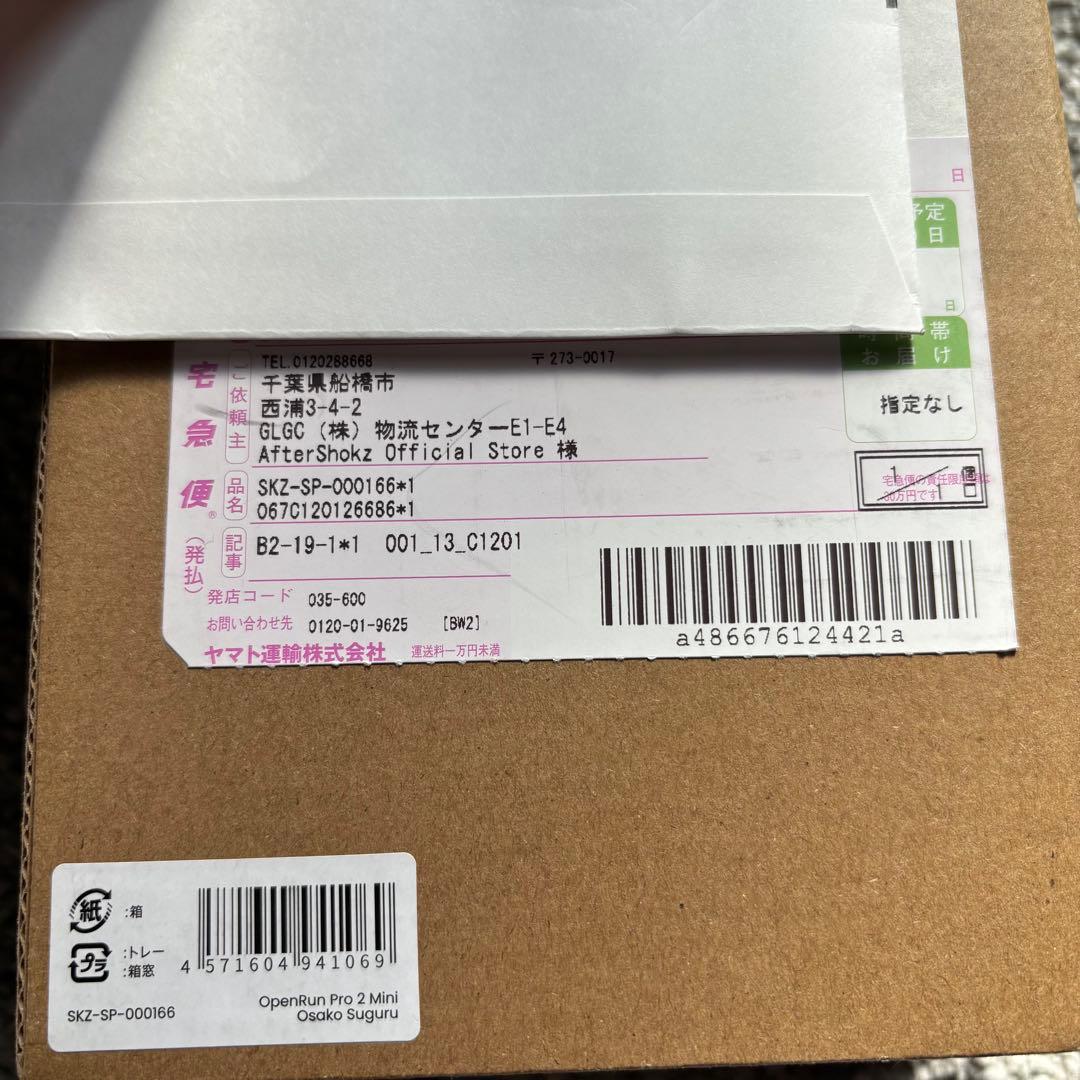 日
予定
日
日
時間帯
お届け
指定なし
宅急便®
(発払)
ご依頼主
TEL.0120288668 〒273-0017
千葉県船橋市
西浦3-4-2
GLGC (株) 物流センターE1-E4
AfterShokz Official Store 様
品名
SKZ-SP-000166*1
067C120126686*1
1/1個口
宅急便の責任限度額は
30万円です
記事
B2-19-1*1 001_13_C1201
発店コード 035-600
お問い合わせ先 0120-01-9625 [BW2]
ヤマト運輸株式会社 運送料一万円未満
a486676124421a
紙 :箱
プラ :トレー
:箱窓
4 571604 941069
SKZ-SP-000166
OpenRun Pro 2 Mini
Osako Suguru